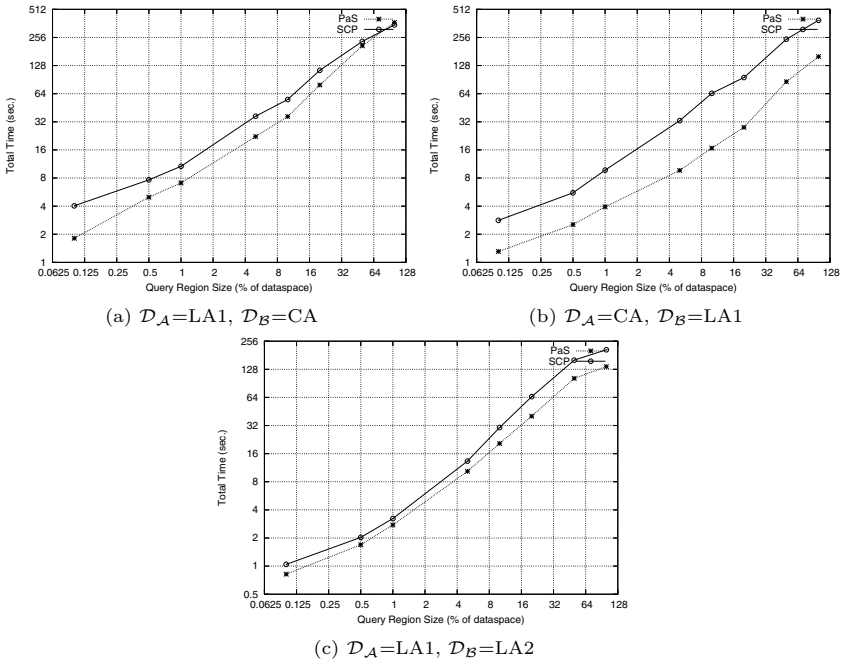 512
256
128
64
32
16
8
4
2
1
Total Time (sec.)
PaS
SCP
0.0625 0.125 0.25 0.5 1 2 4 8 16 32 64 128
Query Region Size (% of dataspace)
(a) 𝒟_𝒜=LA1, 𝒟_ℬ=CA
512
256
128
64
32
16
8
4
2
1
Total Time (sec.)
PaS
SCP
0.0625 0.125 0.25 0.5 1 2 4 8 16 32 64 128
Query Region Size (% of dataspace)
(b) 𝒟_𝒜=CA, 𝒟_ℬ=LA1
256
128
64
32
16
8
4
2
1
0.5
Total Time (sec.)
PaS
SCP
0.0625 0.125 0.25 0.5 1 2 4 8 16 32 64 128
Query Region Size (% of dataspace)
(c) 𝒟_𝒜=LA1, 𝒟_ℬ=LA2